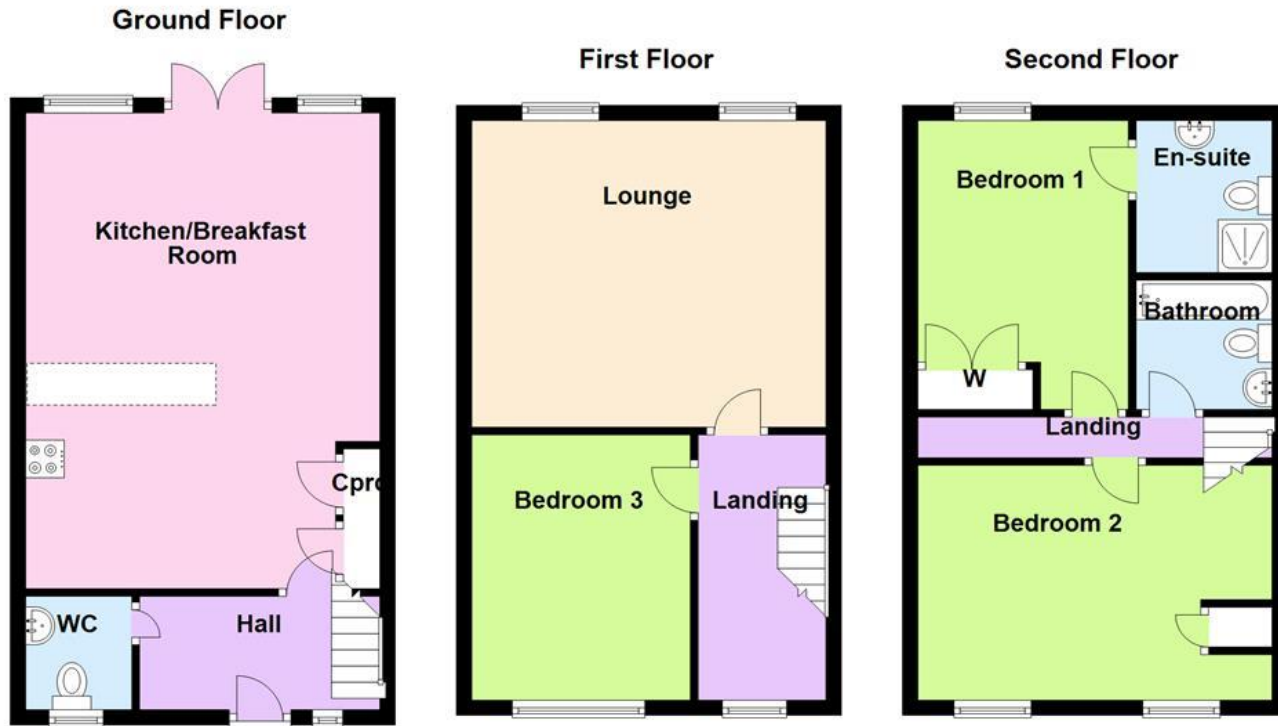 Ground Floor
Kitchen/Breakfast
Room
Cpro
WC
Hall
First Floor
Lounge
Bedroom 3
Landing
Second Floor
Bedroom 1
En-suite
Bathroom
W
Landing
Bedroom 2